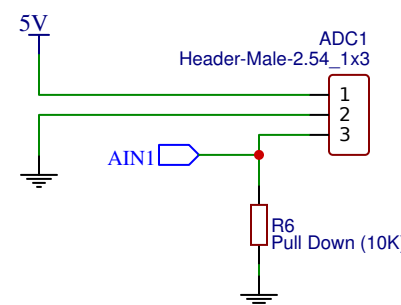 5V
ADC1
Header-Male-2.54_1x3
1
2
3
AIN1
R6
Pull Down (10K)